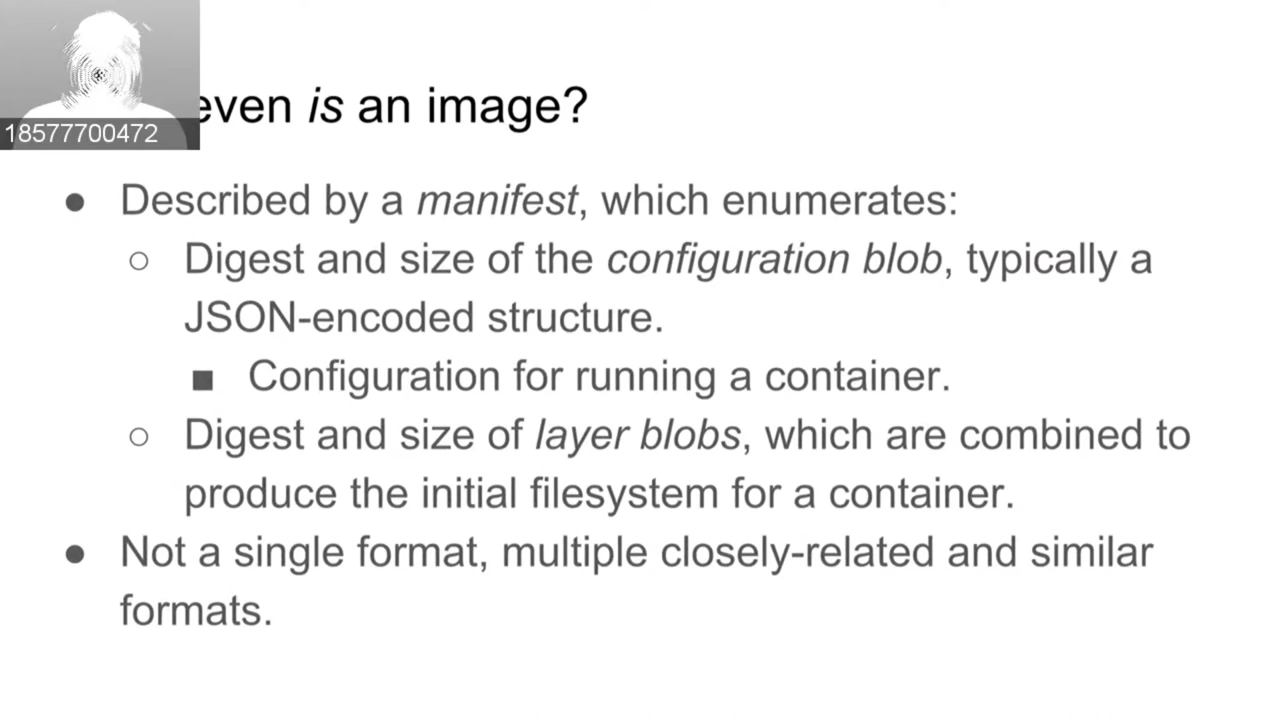 even is an image?
18577700472
● Described by a manifest, which enumerates:
○ Digest and size of the configuration blob, typically a
JSON-encoded structure.
■ Configuration for running a container.
○ Digest and size of layer blobs, which are combined to
produce the initial filesystem for a container.
● Not a single format, multiple closely-related and similar
formats.